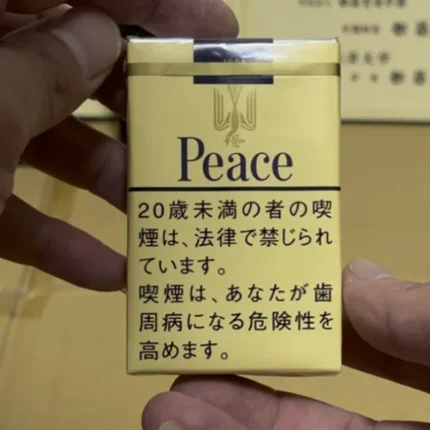 Peace
20歳未満の者の喫
煙は、法律で禁じられ
ています。
喫煙は、あなたが歯
周病になる危険性を
高めます。